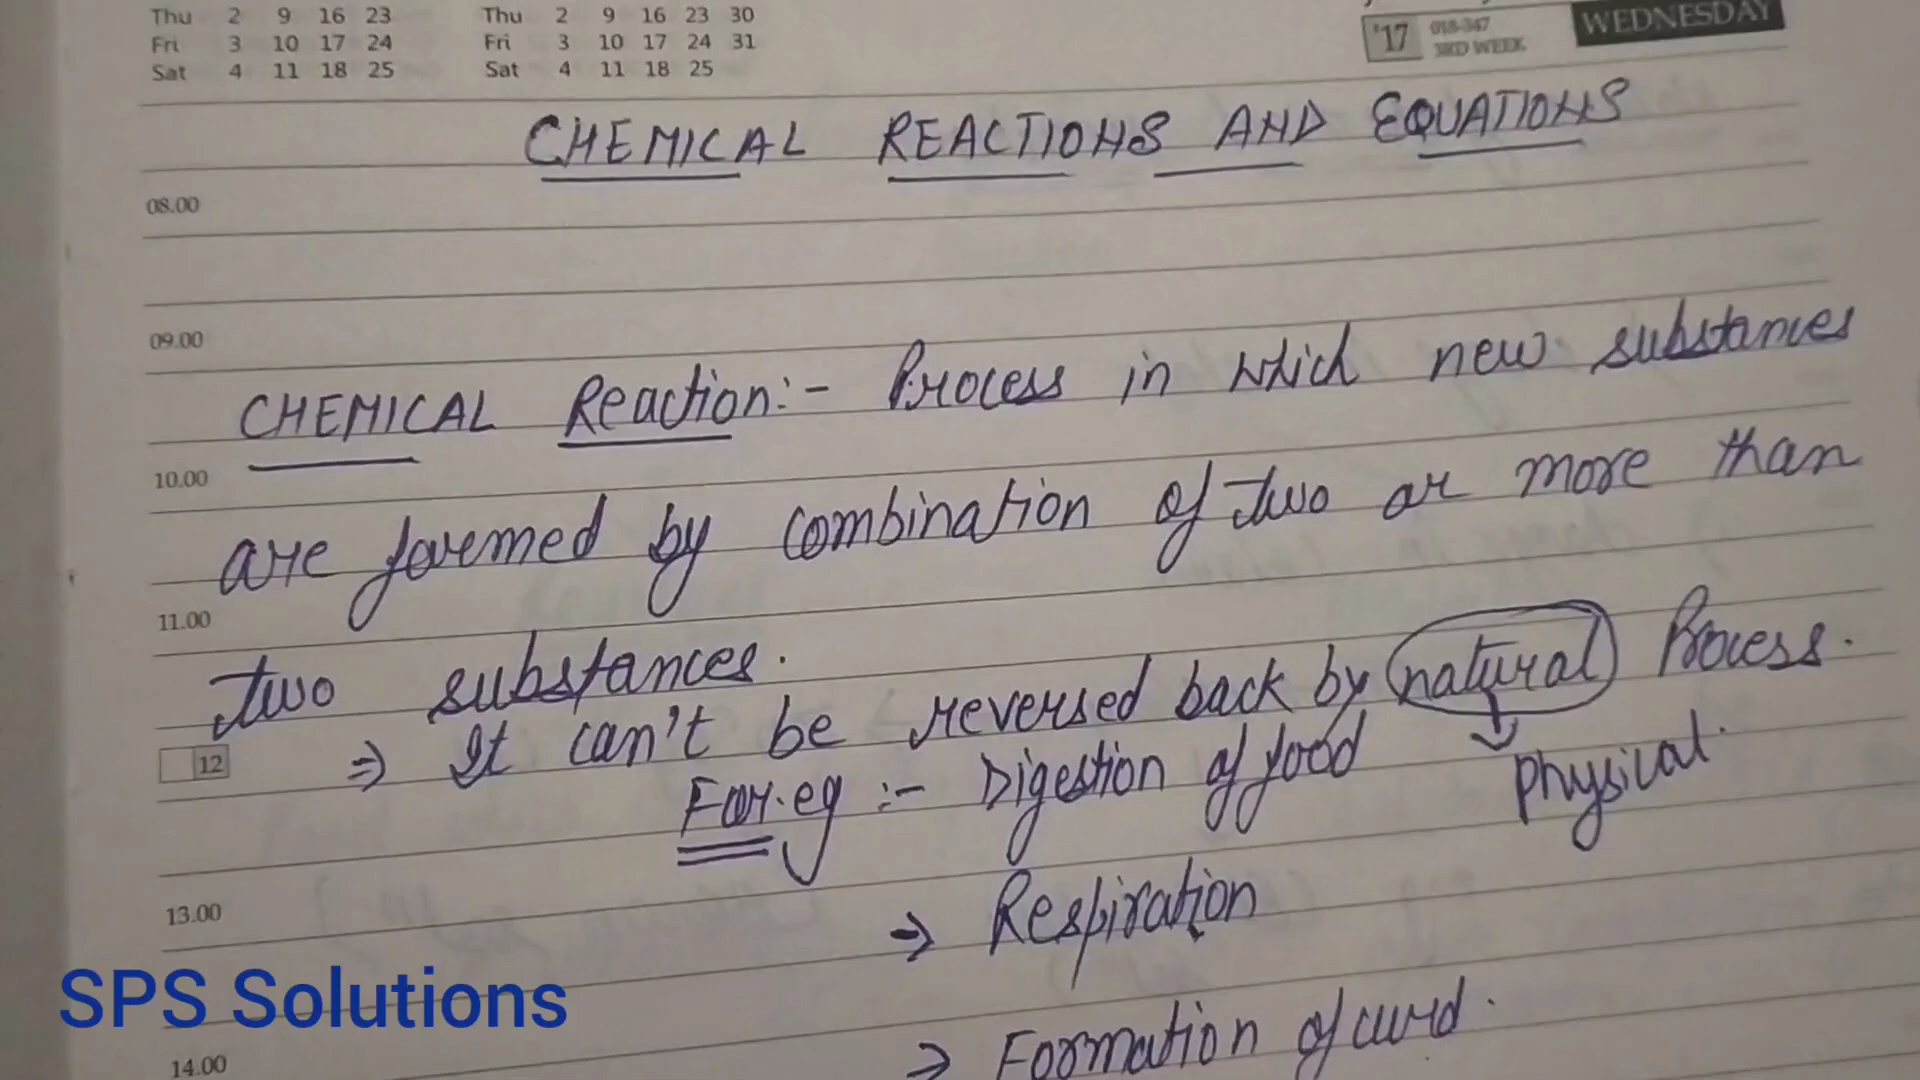 Thu 2 9 16 23 Thu 2 9 16 23 30
Fri 3 10 17 24 Fri 3 10 17 24 31
Sat 4 11 18 25 Sat 4 11 18 25
'17 018-347 WEDNESDAY
3RD WEEK
CHEMICAL REACTIONS AND EQUATIONS
08.00
09.00
CHEMICAL Reaction:- Process in which new substances
10.00
are formed by combination of two or more than
11.00
two substances.
⇒ It can't be reversed back by natural Process.
12
For.eg :- Digestion of food
Physical.
→ Respiration
13.00
→ Formation of curd.
SPS Solutions
14.00